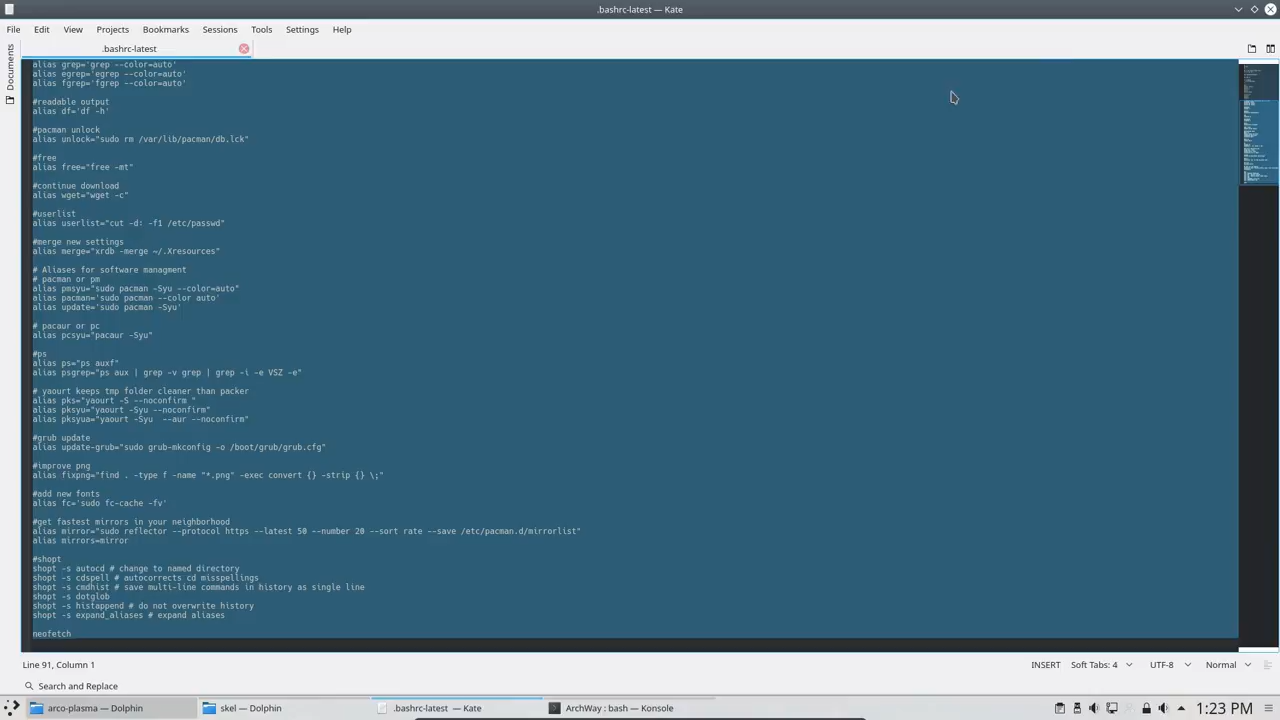 .bashrc-latest — Kate
File Edit View Projects Bookmarks Sessions Tools Settings Help
Documents
.bashrc-latest
alias grep='grep --color=auto'
alias egrep='egrep --color=auto'
alias fgrep='fgrep --color=auto'
#readable output
alias df='df -h'
#pacman unlock
alias unlock="sudo rm /var/lib/pacman/db.lck"
#free
alias free="free -mt"
#continue download
alias wget="wget -c"
#userlist
alias userlist="cut -d: -f1 /etc/passwd"
#merge new settings
alias merge="xrdb -merge ~/.Xresources"
# Aliases for software managment
# pacman or pm
alias pmsyu="sudo pacman -Syu --color=auto"
alias pacman='sudo pacman --color auto'
alias update='sudo pacman -Syu'
# pacaur or pc
alias pcsyu="pacaur -Syu"
#ps
alias ps="ps auxf"
alias psgrep="ps aux | grep -v grep | grep -i -e VSZ -e"
# yaourt keeps tmp folder cleaner than packer
alias pks="yaourt -S --noconfirm "
alias pksyu="yaourt -Syu --noconfirm"
alias pksyua="yaourt -Syu  --aur --noconfirm"
#grub update
alias update-grub="sudo grub-mkconfig -o /boot/grub/grub.cfg"
#improve png
alias fixpng="find . -type f -name "*.png" -exec convert {} -strip {} \;"
#add new fonts
alias fc='sudo fc-cache -fv'
#get fastest mirrors in your neighborhood
alias mirror="sudo reflector --protocol https --latest 50 --number 20 --sort rate --save /etc/pacman.d/mirrorlist"
alias mirrors=mirror
#shopt
shopt -s autocd # change to named directory
shopt -s cdspell # autocorrects cd misspellings
shopt -s cmdhist # save multi-line commands in history as single line
shopt -s dotglob
shopt -s histappend # do not overwrite history
shopt -s expand_aliases # expand aliases
neofetch
Line 91, Column 1 INSERT Soft Tabs: 4 UTF-8 Normal
Search and Replace
arco-plasma — Dolphin skel — Dolphin .bashrc-latest — Kate ArchWay : bash — Konsole 1:23 PM